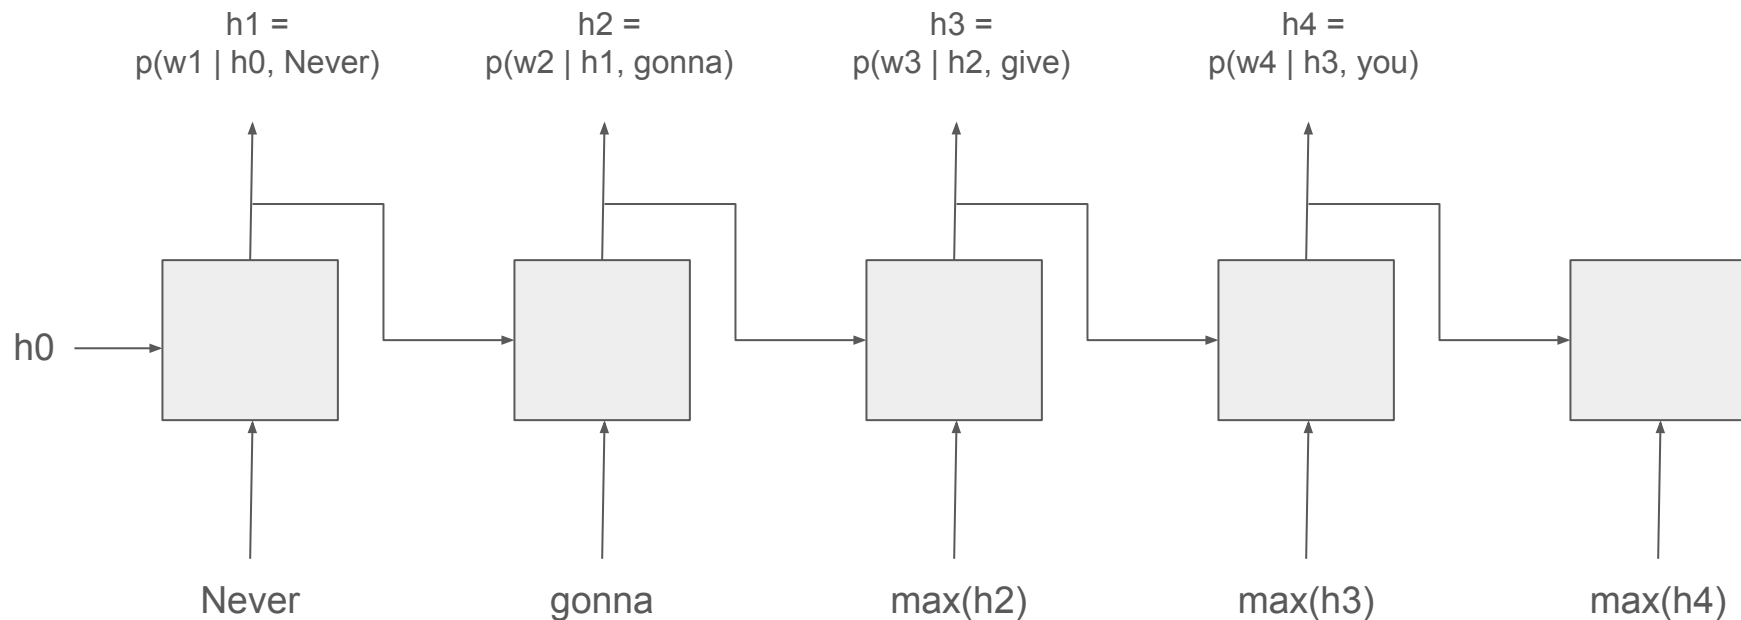 h1 =
p(w1 | h0, Never)
h2 =
p(w2 | h1, gonna)
h3 =
p(w3 | h2, give)
h4 =
p(w4 | h3, you)
h0
Never
gonna
max(h2)
max(h3)
max(h4)